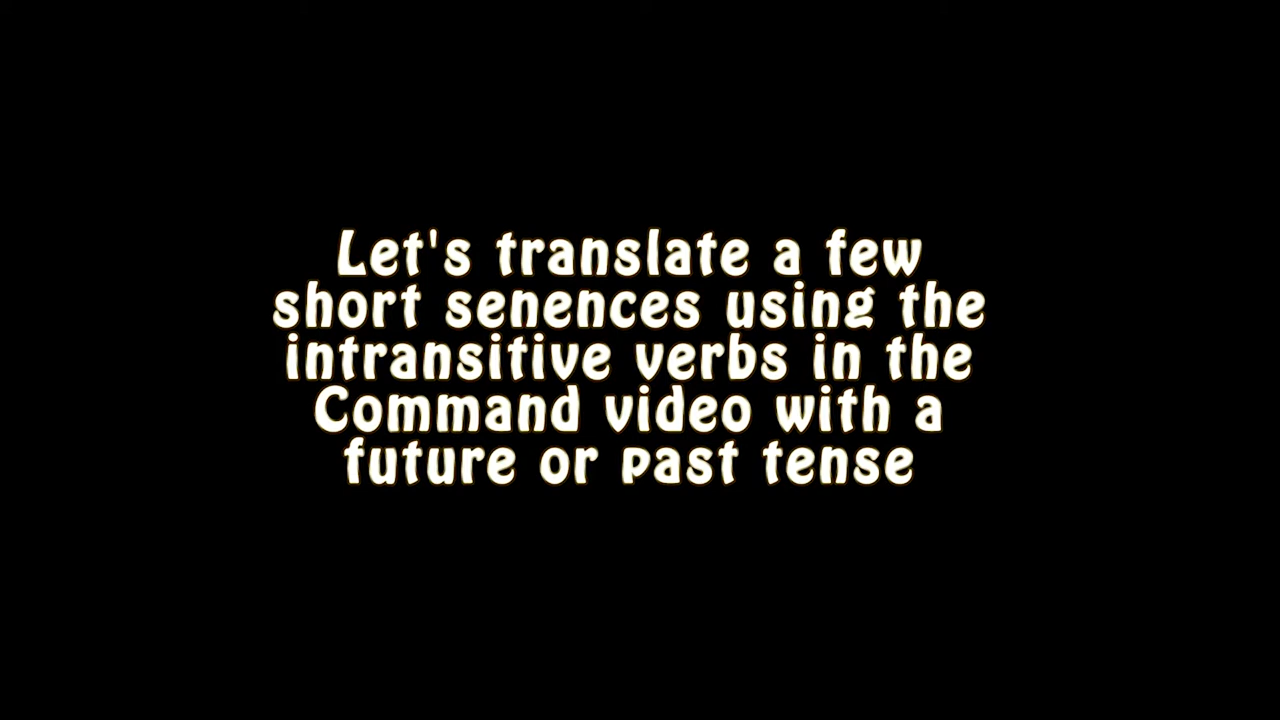 Let's translate a few
short senences using the
intransitive verbs in the
Command video with a
future or past tense